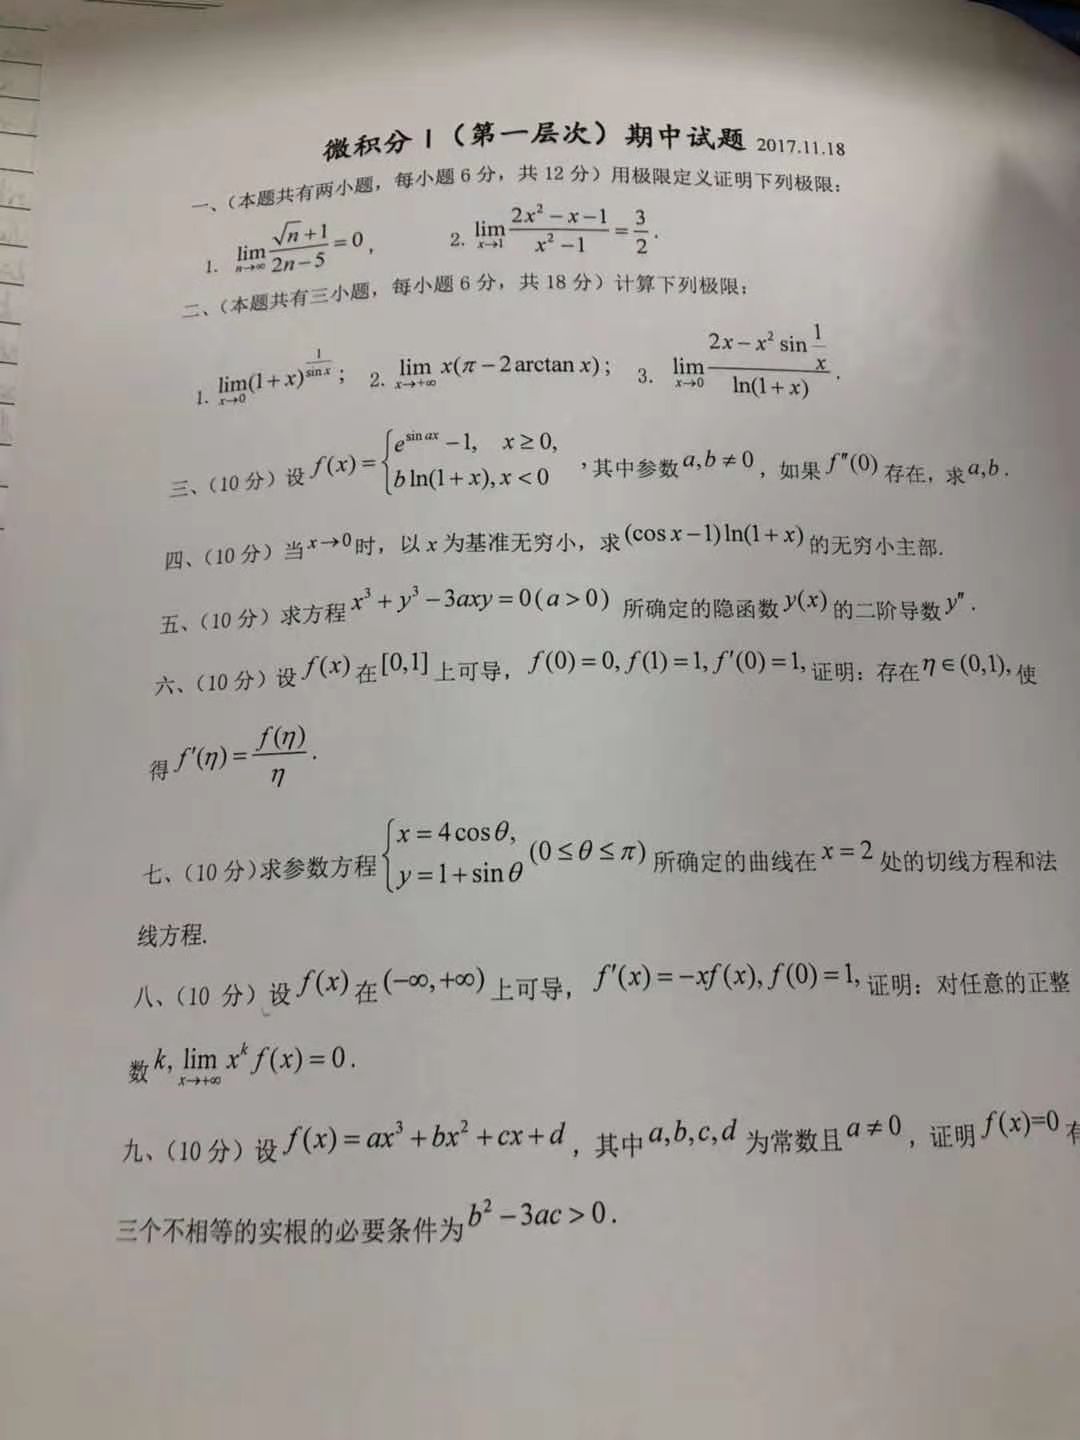 微积分 I（第一层次）期中试题 2017.11.18
一、（本题共有两小题，每小题 6 分，共 12 分）用极限定义证明下列极限：
1. $\lim_{n\to\infty}\frac{\sqrt{n}+1}{2n-5}=0$， 2. $\lim_{x\to 1}\frac{2x^2-x-1}{x^2-1}=\frac{3}{2}$.
二、（本题共有三小题，每小题 6 分，共 18 分）计算下列极限：
1. $\lim_{x\to 0}(1+x)^{\frac{1}{\sin x}}$； 2. $\lim_{x\to+\infty}x(\pi-2\arctan x)$； 3. $\lim_{x\to 0}\frac{2x-x^2\sin\frac{1}{x}}{\ln(1+x)}$.
三、（10 分）设 $f(x)=\begin{cases}e^{\sin ax}-1, & x\geq 0,\\ b\ln(1+x), & x<0\end{cases}$，其中参数 $a,b\neq 0$，如果 $f''(0)$ 存在，求 $a,b$.
四、（10 分）当 $x\to 0$ 时，以 x 为基准无穷小，求 $(\cos x-1)\ln(1+x)$ 的无穷小主部.
五、（10 分）求方程 $x^3+y^3-3axy=0(a>0)$ 所确定的隐函数 $y(x)$ 的二阶导数 $y''$.
六、（10 分）设 $f(x)$ 在 $[0,1]$ 上可导，$f(0)=0,f(1)=1,f'(0)=1$, 证明：存在 $\eta\in(0,1)$, 使
得 $f'(\eta)=\frac{f(\eta)}{\eta}$.
七、（10 分）求参数方程 $\begin{cases}x=4\cos\theta,\\ y=1+\sin\theta\end{cases}(0\leq\theta\leq\pi)$ 所确定的曲线在 $x=2$ 处的切线方程和法
线方程.
八、（10 分）设 $f(x)$ 在 $(-\infty,+\infty)$ 上可导，$f'(x)=-xf(x),f(0)=1$, 证明：对任意的正整
数 $k,\lim_{x\to+\infty}x^kf(x)=0$.
九、（10 分）设 $f(x)=ax^3+bx^2+cx+d$，其中 $a,b,c,d$ 为常数且 $a\neq 0$，证明 $f(x)=0$ 有
三个不相等的实根的必要条件为 $b^2-3ac>0$.